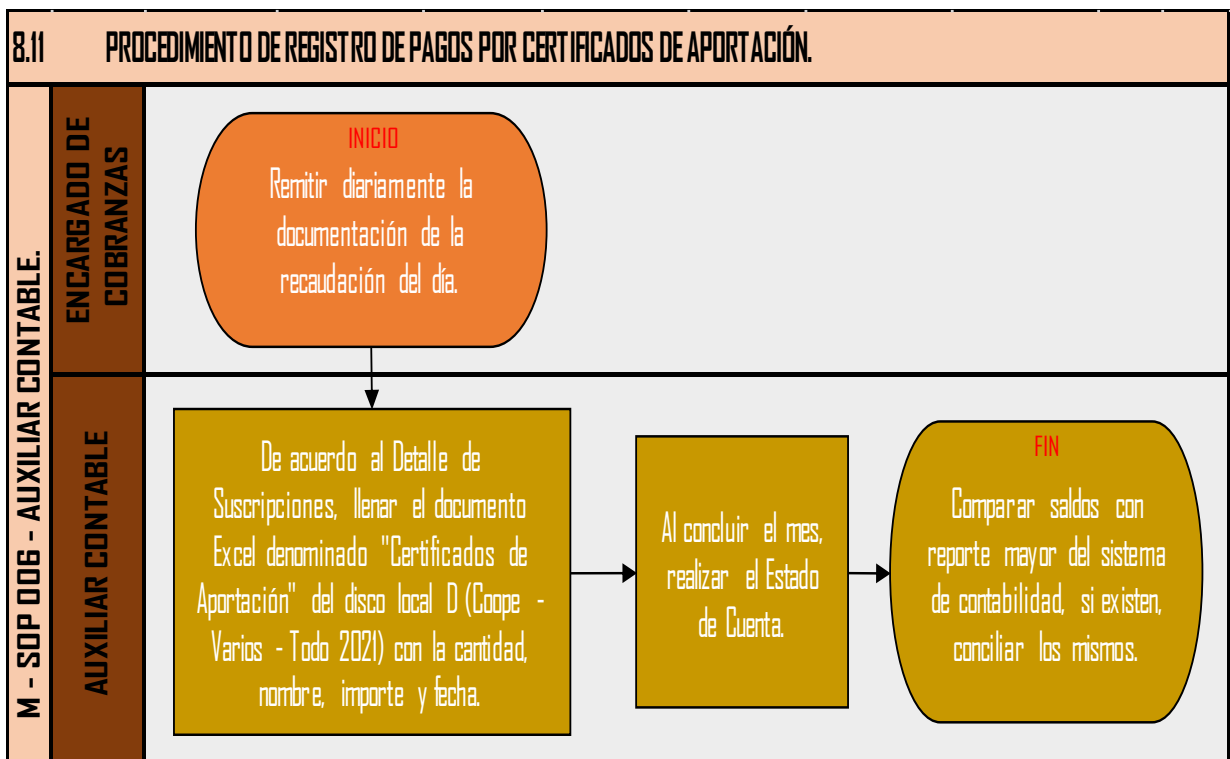 8.11 PROCEDIMIENTO DE REGISTRO DE PAGOS POR CERTIFICADOS DE APORTACIÓN.
M - SOP 006 - AUXILIAR CONTABLE.
ENCARGADO DE
COBRANZAS
INICIO
Remitir diariamente la
documentación de la
recaudación del día.
AUXILIAR CONTABLE
De acuerdo al Detalle de
Suscripciones, llenar el documento
Excel denominado "Certificados de
Aportación" del disco local D (Coope -
Varios - Todo 2021) con la cantidad,
nombre, importe y fecha.
Al concluir el mes,
realizar el Estado
de Cuenta.
FIN
Comparar saldos con
reporte mayor del sistema
de contabilidad, si existen,
conciliar los mismos.